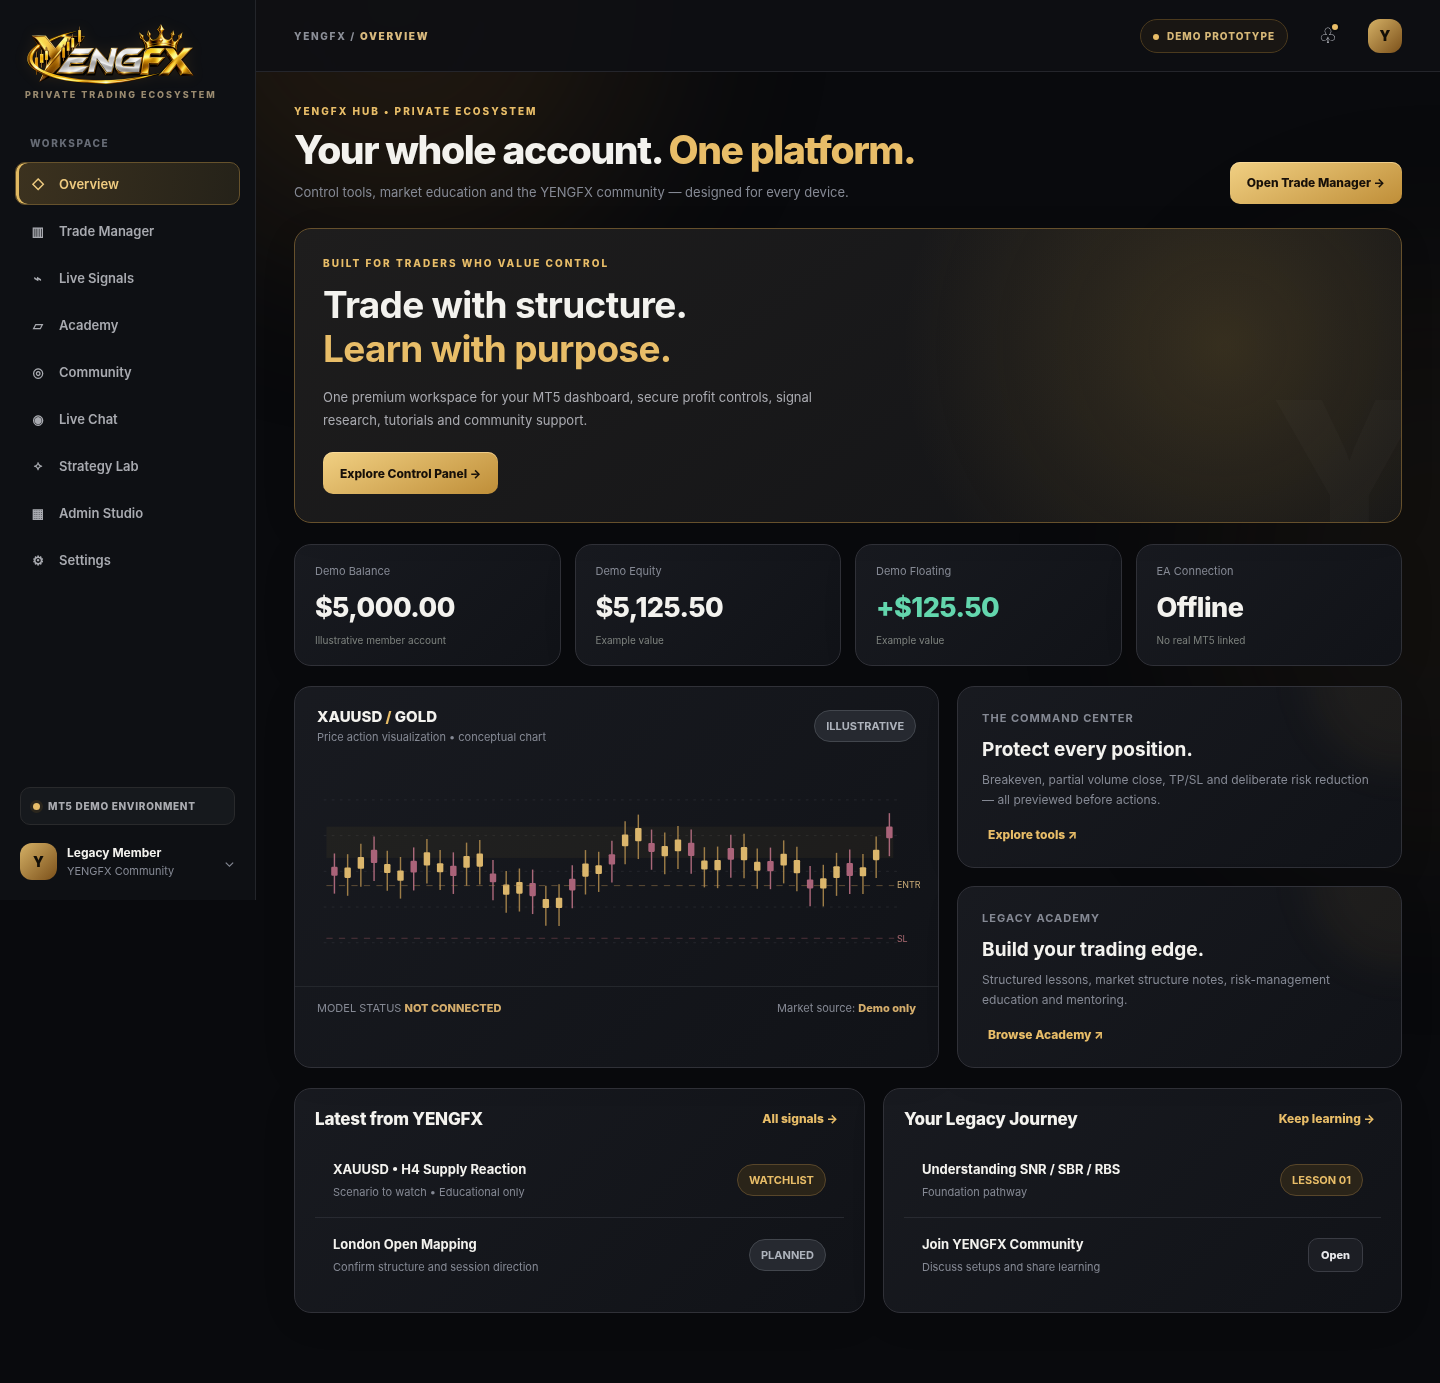 YENGFX
PRIVATE TRADING ECOSYSTEM
WORKSPACE
Overview
Trade Manager
Live Signals
Academy
Community
Live Chat
Strategy Lab
Admin Studio
Settings
MT5 DEMO ENVIRONMENT
Y
Legacy Member
YENGFX Community
YENGFX / OVERVIEW
DEMO PROTOTYPE
Y
YENGFX HUB • PRIVATE ECOSYSTEM
Your whole account. One platform.
Control tools, market education and the YENGFX community — designed for every device.
Open Trade Manager →
BUILT FOR TRADERS WHO VALUE CONTROL
Trade with structure.
Learn with purpose.
One premium workspace for your MT5 dashboard, secure profit controls, signal
research, tutorials and community support.
Explore Control Panel →
Y
Demo Balance
$5,000.00
Illustrative member account
Demo Equity
$5,125.50
Example value
Demo Floating
+$125.50
Example value
EA Connection
Offline
No real MT5 linked
XAUUSD / GOLD
Price action visualization • conceptual chart
ILLUSTRATIVE
ENTR
SL
MODEL STATUS NOT CONNECTED
Market source: Demo only
THE COMMAND CENTER
Protect every position.
Breakeven, partial volume close, TP/SL and deliberate risk reduction
— all previewed before actions.
Explore tools ↗
LEGACY ACADEMY
Build your trading edge.
Structured lessons, market structure notes, risk-management
education and mentoring.
Browse Academy ↗
Latest from YENGFX
All signals →
XAUUSD • H4 Supply Reaction
Scenario to watch • Educational only
WATCHLIST
London Open Mapping
Confirm structure and session direction
PLANNED
Your Legacy Journey
Keep learning →
Understanding SNR / SBR / RBS
Foundation pathway
LESSON 01
Join YENGFX Community
Discuss setups and share learning
Open